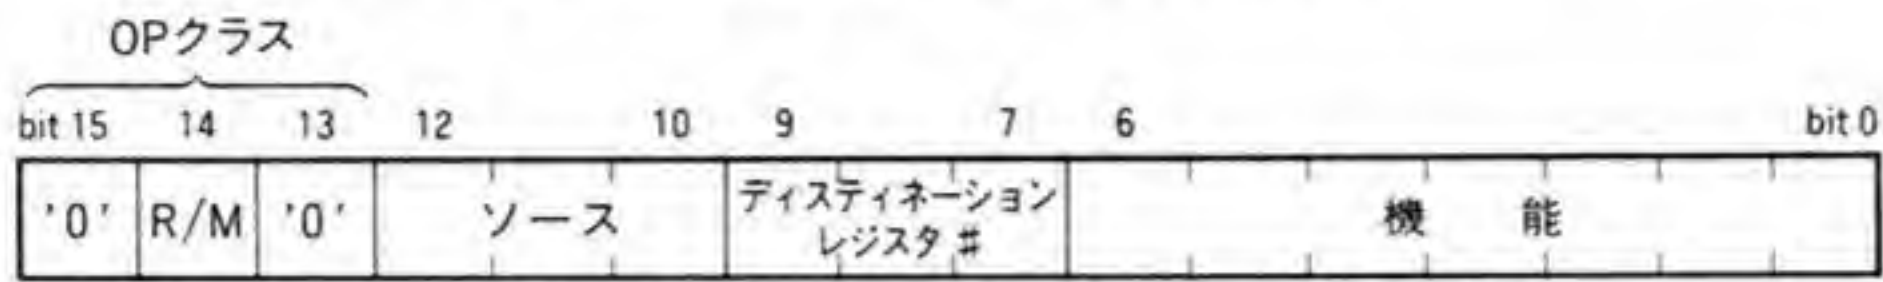 OPクラス
bit 15 14 13 12 10 9 7 6 bit 0
'0' R/M '0' ソース ディスティネーション
レジスタ # 機 能